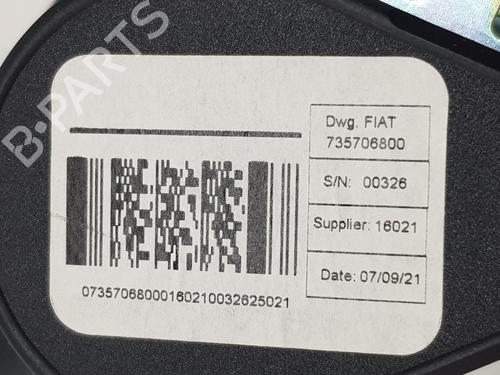 B-PARTS
Dwg. FIAT
735706800
S/N: 00326
Supplier: 16021
Date: 07/09/21
07357068000160210032625021